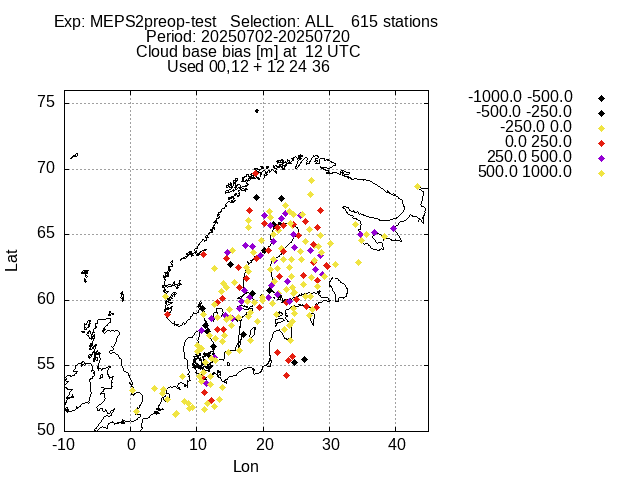 Exp: MEPS2preop-test   Selection: ALL    615 stations
Period: 20250702-20250720
Cloud base bias [m] at  12 UTC
Used 00,12 + 12 24 36
-1000.0 -500.0
-500.0 -250.0
-250.0 0.0
0.0 250.0
250.0 500.0
500.0 1000.0
75
70
65
60
55
50
Lat
-10 0 10 20 30 40
Lon